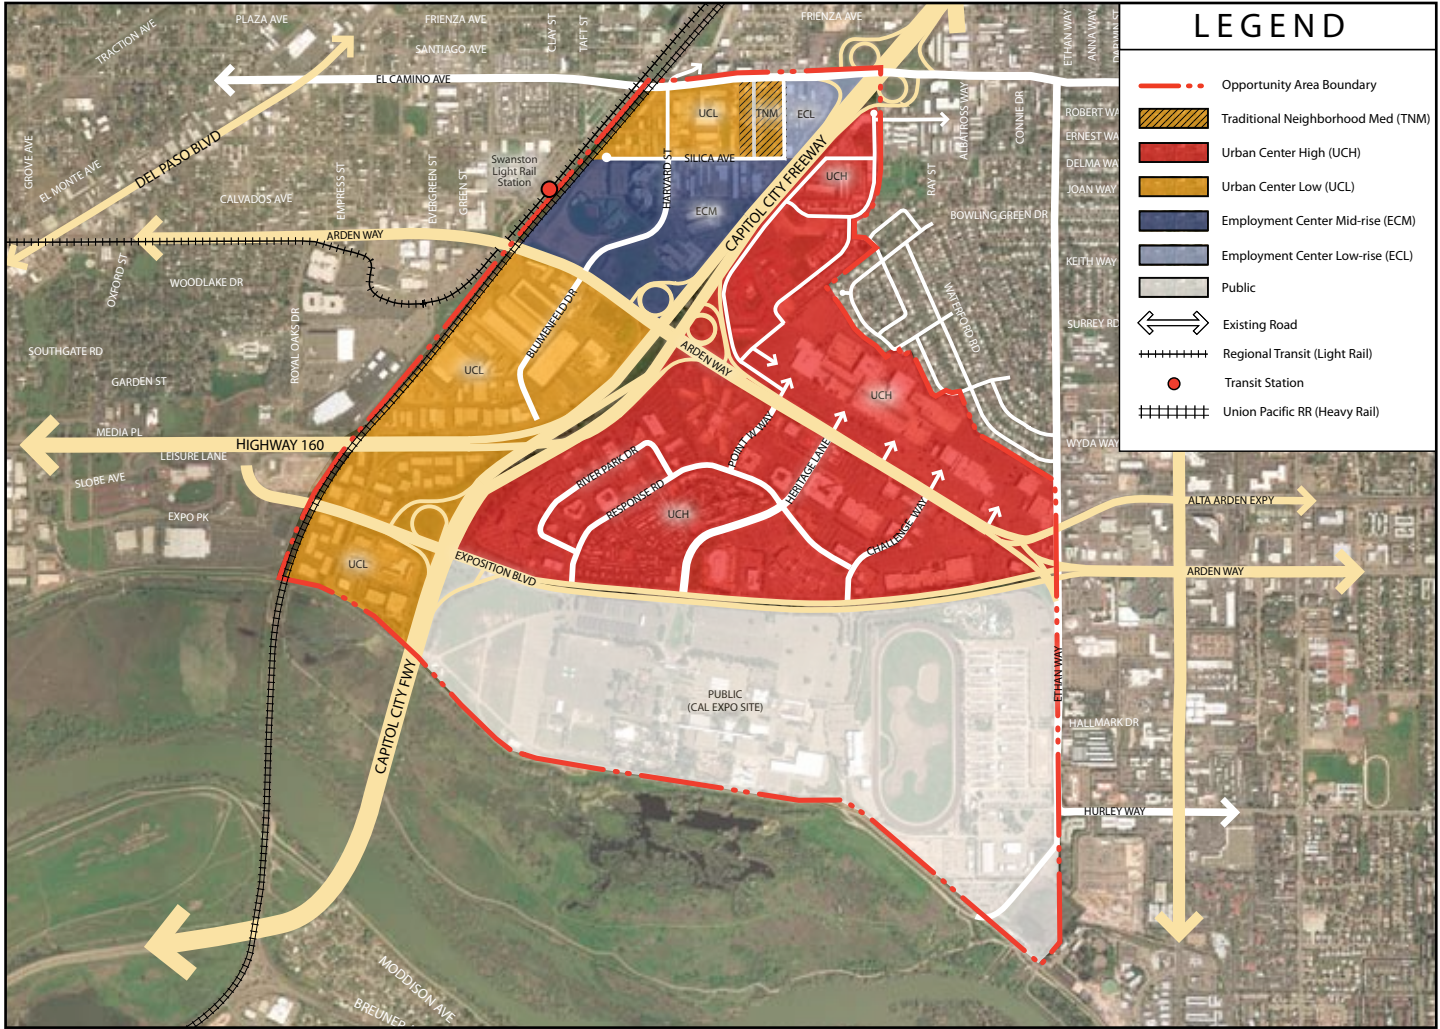 LEGEND
Opportunity Area Boundary
Traditional Neighborhood Med (TNM)
Urban Center High (UCH)
Urban Center Low (UCL)
Employment Center Mid-rise (ECM)
Employment Center Low-rise (ECL)
Public
Existing Road
Regional Transit (Light Rail)
Transit Station
Union Pacific RR (Heavy Rail)
PLAZA AVE
FRIENZA AVE
FRIENZA AVE
TRACTION AVE
SANTIAGO AVE
CLAY ST
TAFT ST
ETHAN WAY
ANNA WAY
EL CAMINO AVE
UCL
TNM
ECL
ROBERT WA
ERNEST WA
DELMA WA
JOAN WAY
ALBATROSS WAY
CONNIE DR
GROVE AVE
EL MONTE AVE
DEL PASO BLVD
CALVADOS AVE
EMPRESS ST
EVERGREEN ST
GREEN ST
Swanston
Light Rail
Station
SILICA AVE
HARVARD ST
ECM
CAPITOL CITY FREEWAY
UCH
RAY ST
BOWLING GREEN DR
ARDEN WAY
KEITH WAY
OXFORD ST
WOODLAKE DR
WATERFORD RD
SURREY RD
SOUTHGATE RD
ROYAL OAKS DR
BLUMENFELD DR
ARDEN WAY
GARDEN ST
UCL
UCH
MEDIA PL
HIGHWAY 160
LEISURE LANE
SLOBE AVE
EXPO PK
RIVER PARK DR
RESPONSE RD
POINT W WAY
HERITAGE LANE
CHALLENGE WAY
WYDA WAY
UCH
ALTA ARDEN EXPY
UCL
EXPOSITION BLVD
ARDEN WAY
ETHAN WAY
CAPITOL CITY FWY
PUBLIC
(CAL EXPO SITE)
HALLMARK DR
HURLEY WAY
MODDISON AVE
BREUNER